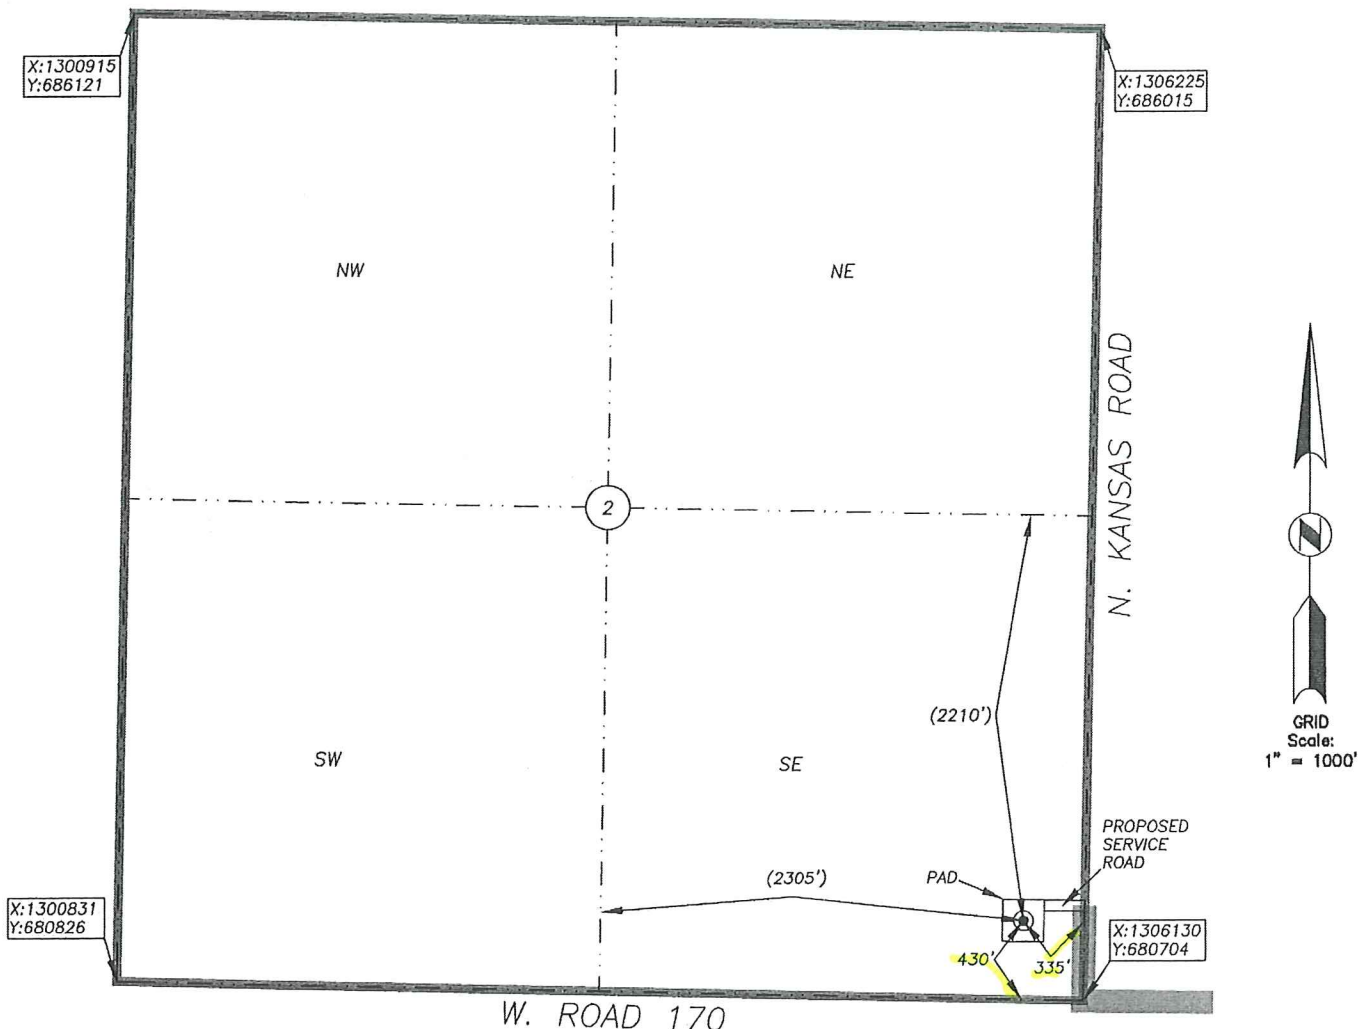 X:1300915
Y:686121
X:1306225
Y:686015
NW
NE
N. KANSAS ROAD
2
N
GRID
Scale:
1" = 1000'
(2210')
SW
SE
PROPOSED
SERVICE
ROAD
(2305')
PAD
X:1300831
Y:680826
X:1306130
Y:680704
430'
335'
W. ROAD 170